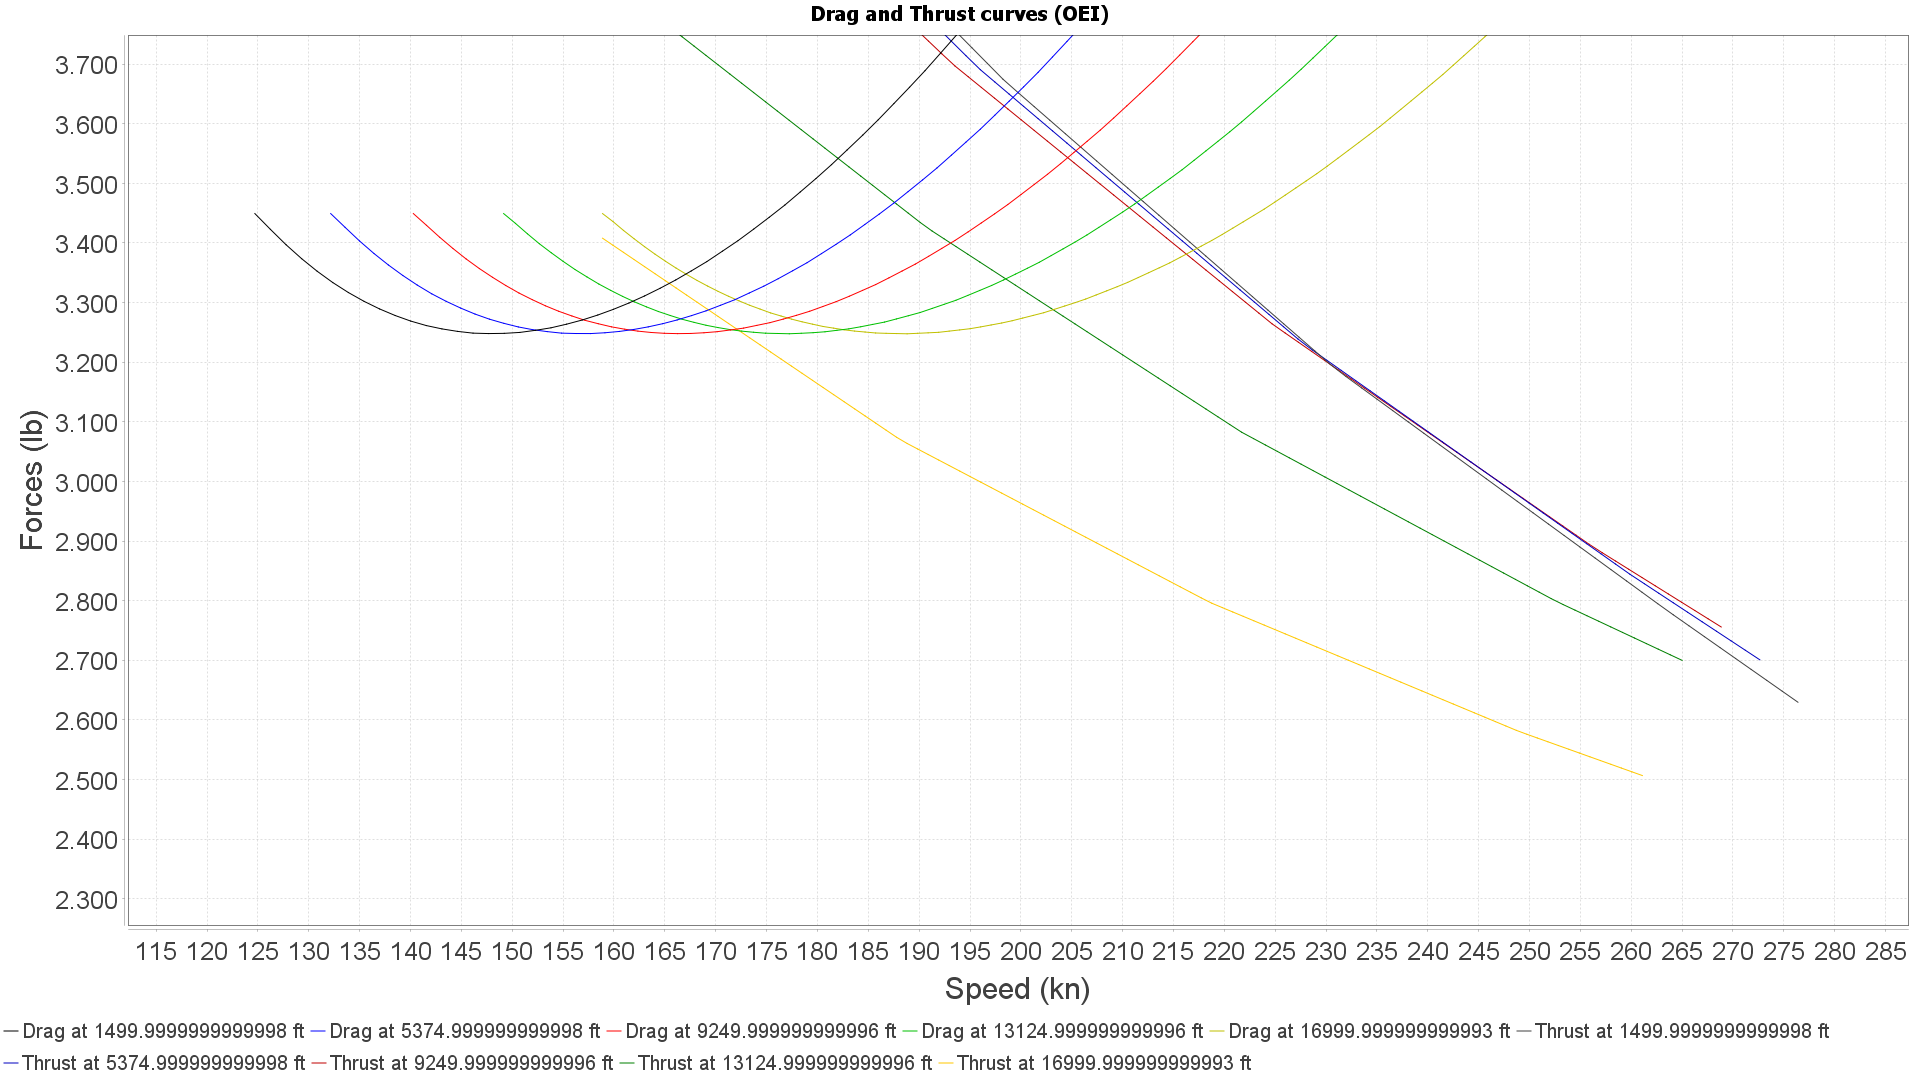 Drag and Thrust curves (OEI)
3.700
3.600
3.500
3.400
3.300
3.200
3.100
3.000
2.900
2.800
2.700
2.600
2.500
2.400
2.300
Forces (lb)
115 120 125 130 135 140 145 150 155 160 165 170 175 180 185 190 195 200 205 210 215 220 225 230 235 240 245 250 255 260 265 270 275 280 285
Speed (kn)
Drag at 1499.9999999999998 ft Drag at 5374.999999999998 ft Drag at 9249.999999999996 ft Drag at 13124.999999999996 ft Drag at 16999.999999999993 ft Thrust at 1499.9999999999998 ft
Thrust at 5374.999999999998 ft Thrust at 9249.999999999996 ft Thrust at 13124.999999999996 ft Thrust at 16999.999999999993 ft